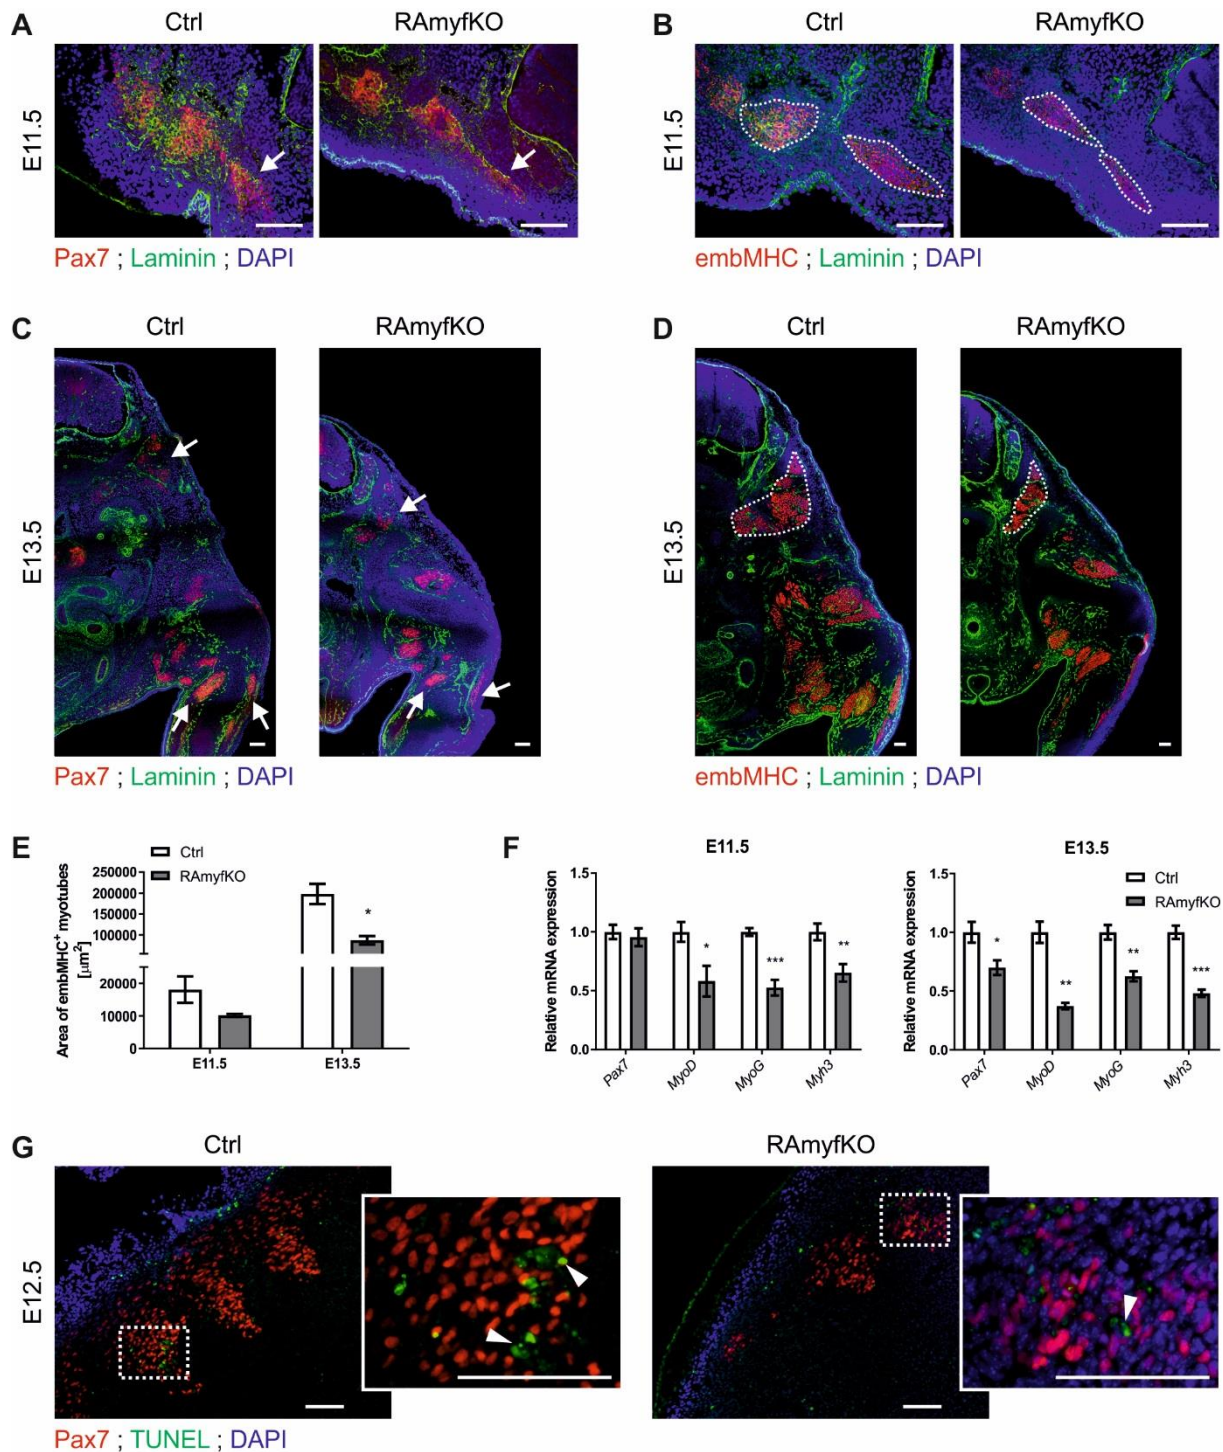 A
Ctrl
RAmyfKO
E11.5
Pax7 ; Laminin ; DAPI
B
Ctrl
RAmyfKO
E11.5
embMHC ; Laminin ; DAPI
C
Ctrl
RAmyfKO
E13.5
Pax7 ; Laminin ; DAPI
D
Ctrl
RAmyfKO
E13.5
embMHC ; Laminin ; DAPI
E
Ctrl
RAmyfKO
Area of embMHC⁺ myotubes
[µm²]
250000
200000
150000
100000
20000
10000
0
*
E11.5
E13.5
F
E11.5
Relative mRNA expression
1.5
1.0
0.5
0.0
*
***
**
Pax7
MyoD
MyoG
Myh3
E13.5
Ctrl
RAmyfKO
Relative mRNA expression
1.5
1.0
0.5
0.0
*
**
**
***
Pax7
MyoD
MyoG
Myh3
G
Ctrl
RAmyfKO
E12.5
Pax7 ; TUNEL ; DAPI